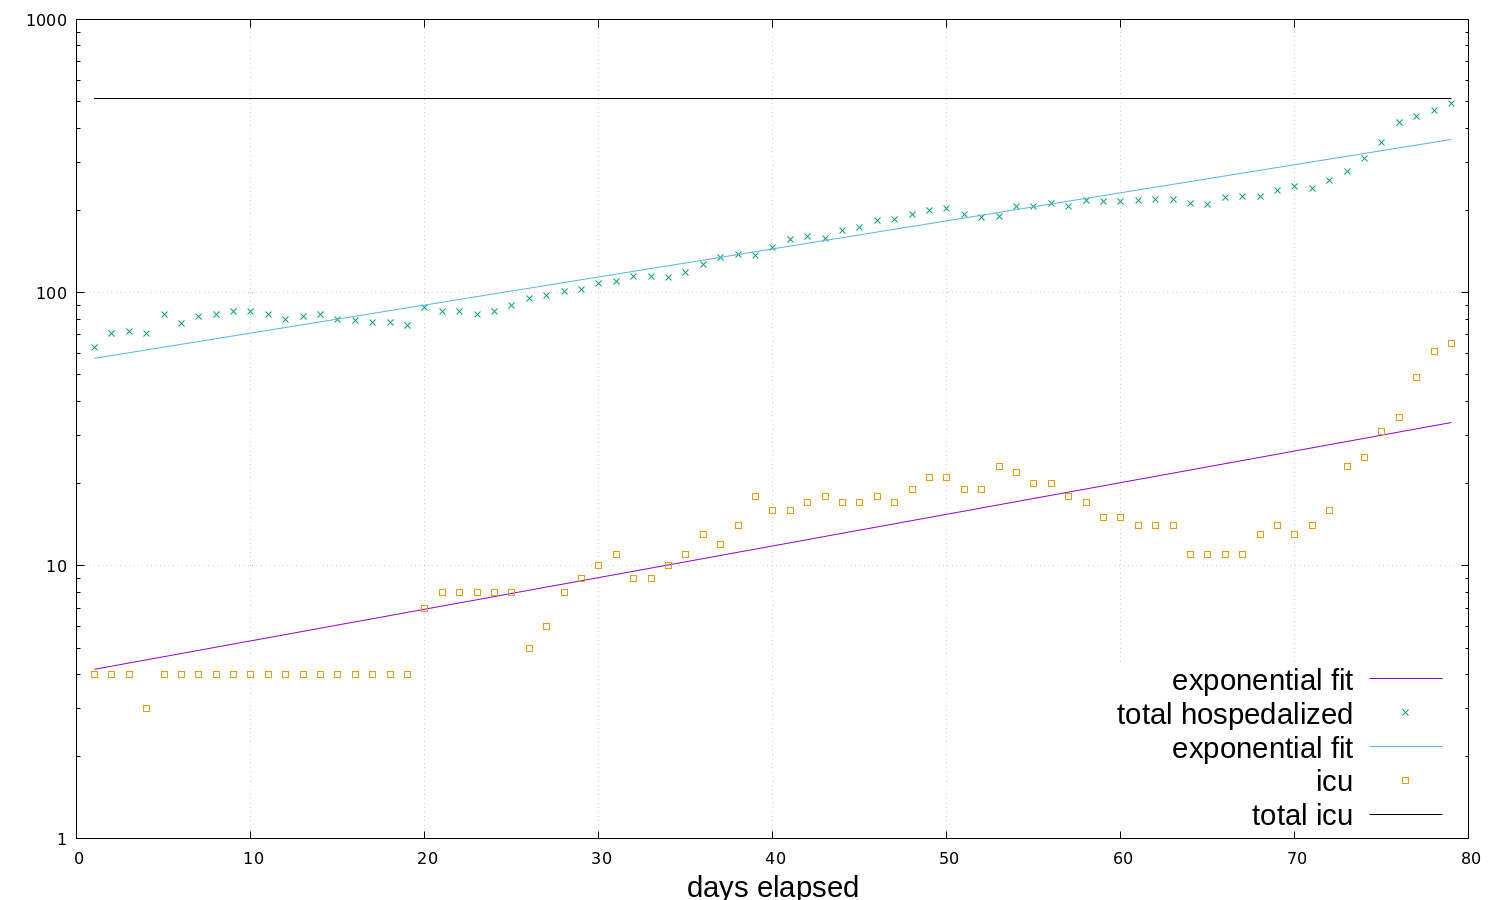 1000
100
10
1
0 10 20 30 40 50 60 70 80
days elapsed
exponential fit
total hospedalized
exponential fit
icu
total icu